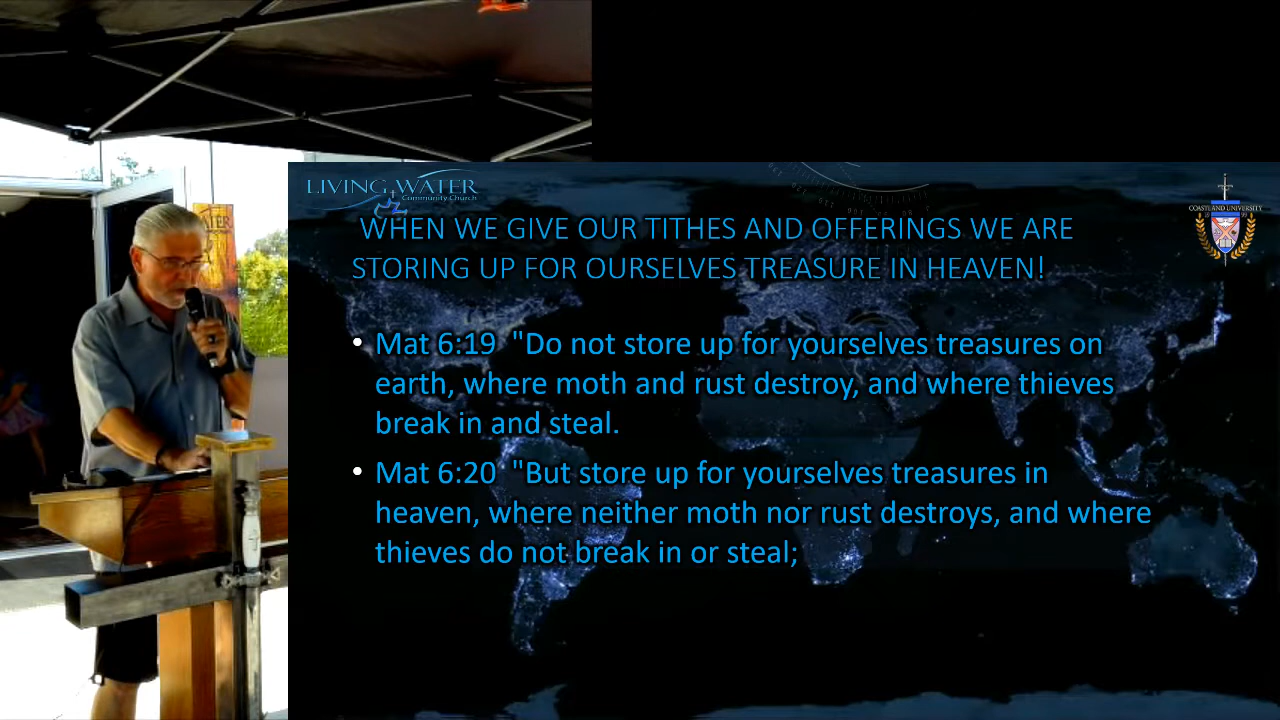 LIVING WATER
Community Church
COASTLAND UNIVERSITY
WHEN WE GIVE OUR TITHES AND OFFERINGS WE ARE
STORING UP FOR OURSELVES TREASURE IN HEAVEN!
• Mat 6:19 "Do not store up for yourselves treasures on
earth, where moth and rust destroy, and where thieves
break in and steal.
• Mat 6:20 "But store up for yourselves treasures in
heaven, where neither moth nor rust destroys, and where
thieves do not break in or steal;